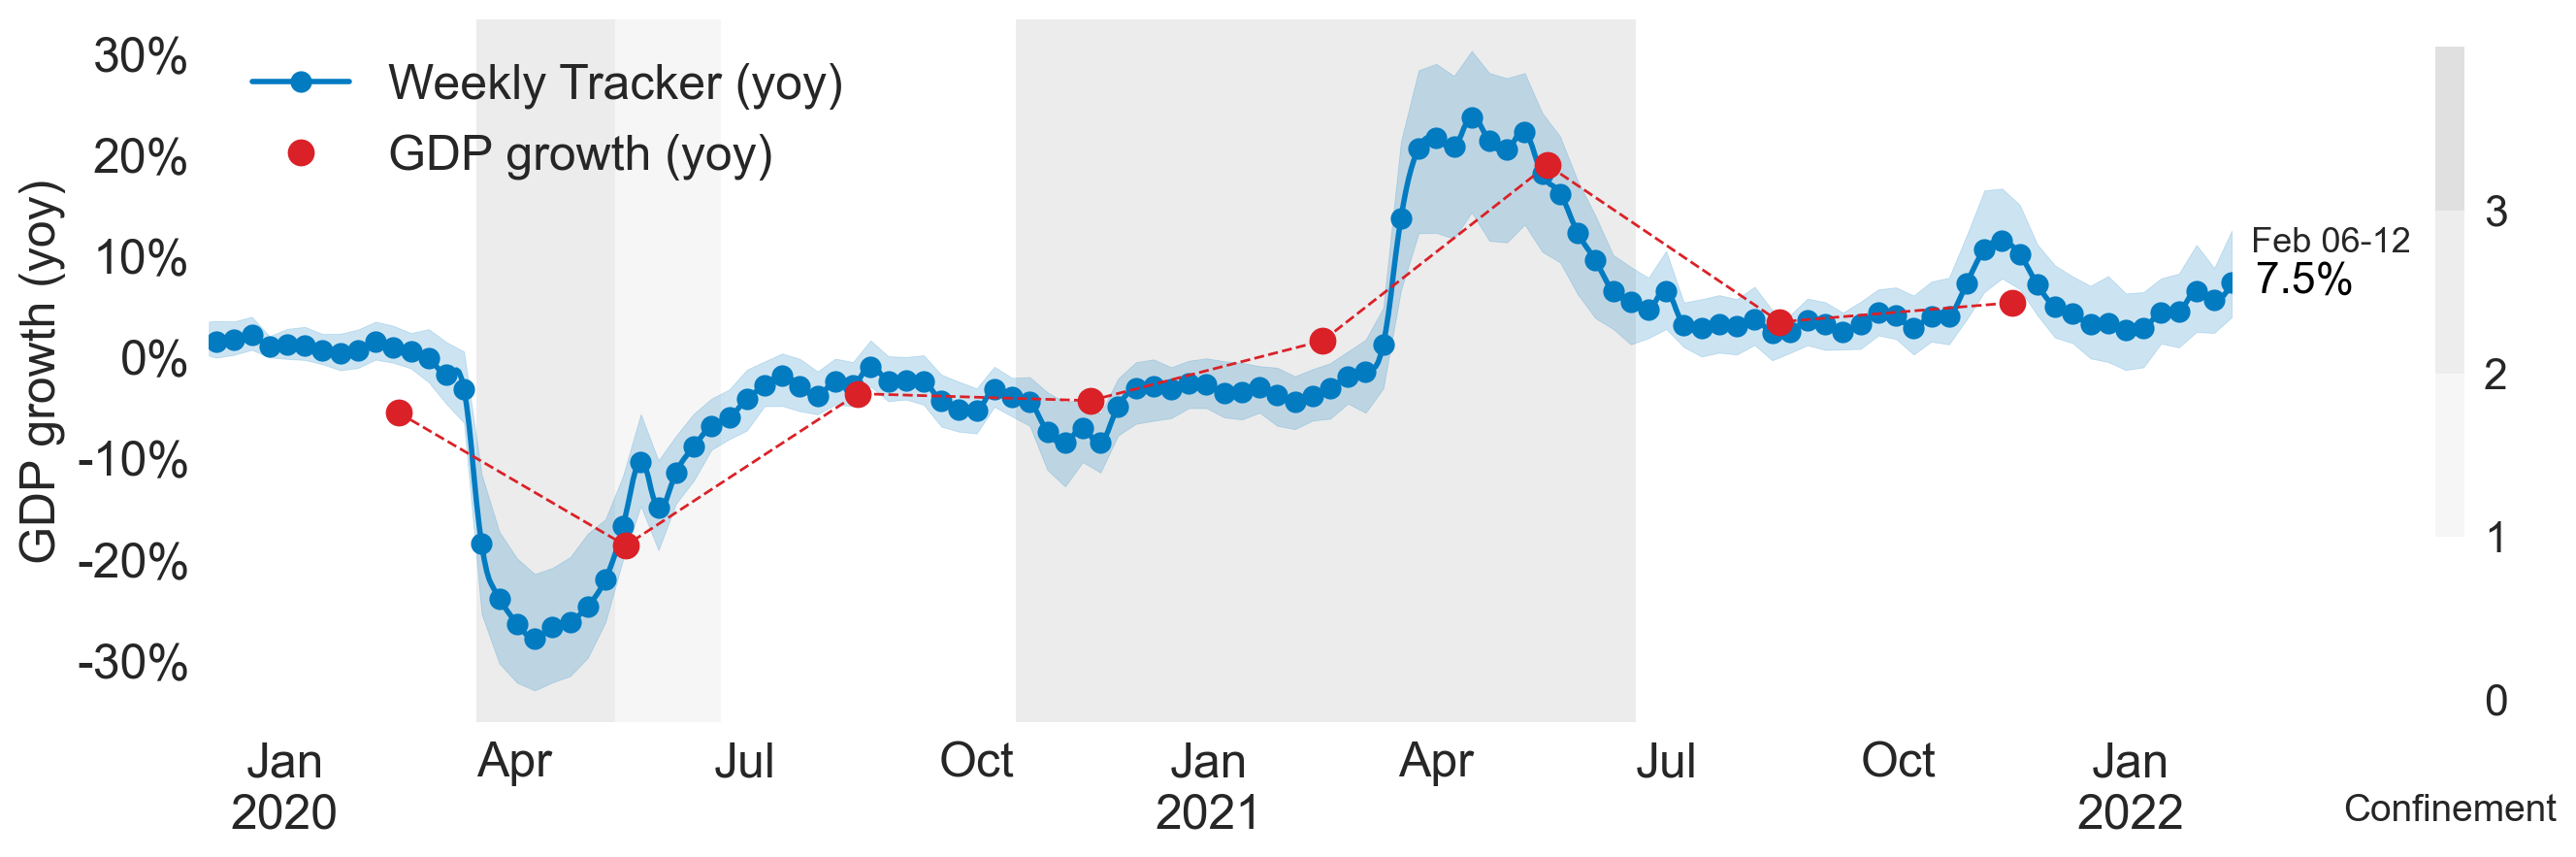 30%
20%
10%
0%
-10%
-20%
-30%
GDP growth (yoy)
Weekly Tracker (yoy)
GDP growth (yoy)
Feb 06-12
7.5%
3
2
1
0
Jan Apr Jul Oct Jan Apr Jul Oct Jan
2020 2021 2022
Confinement